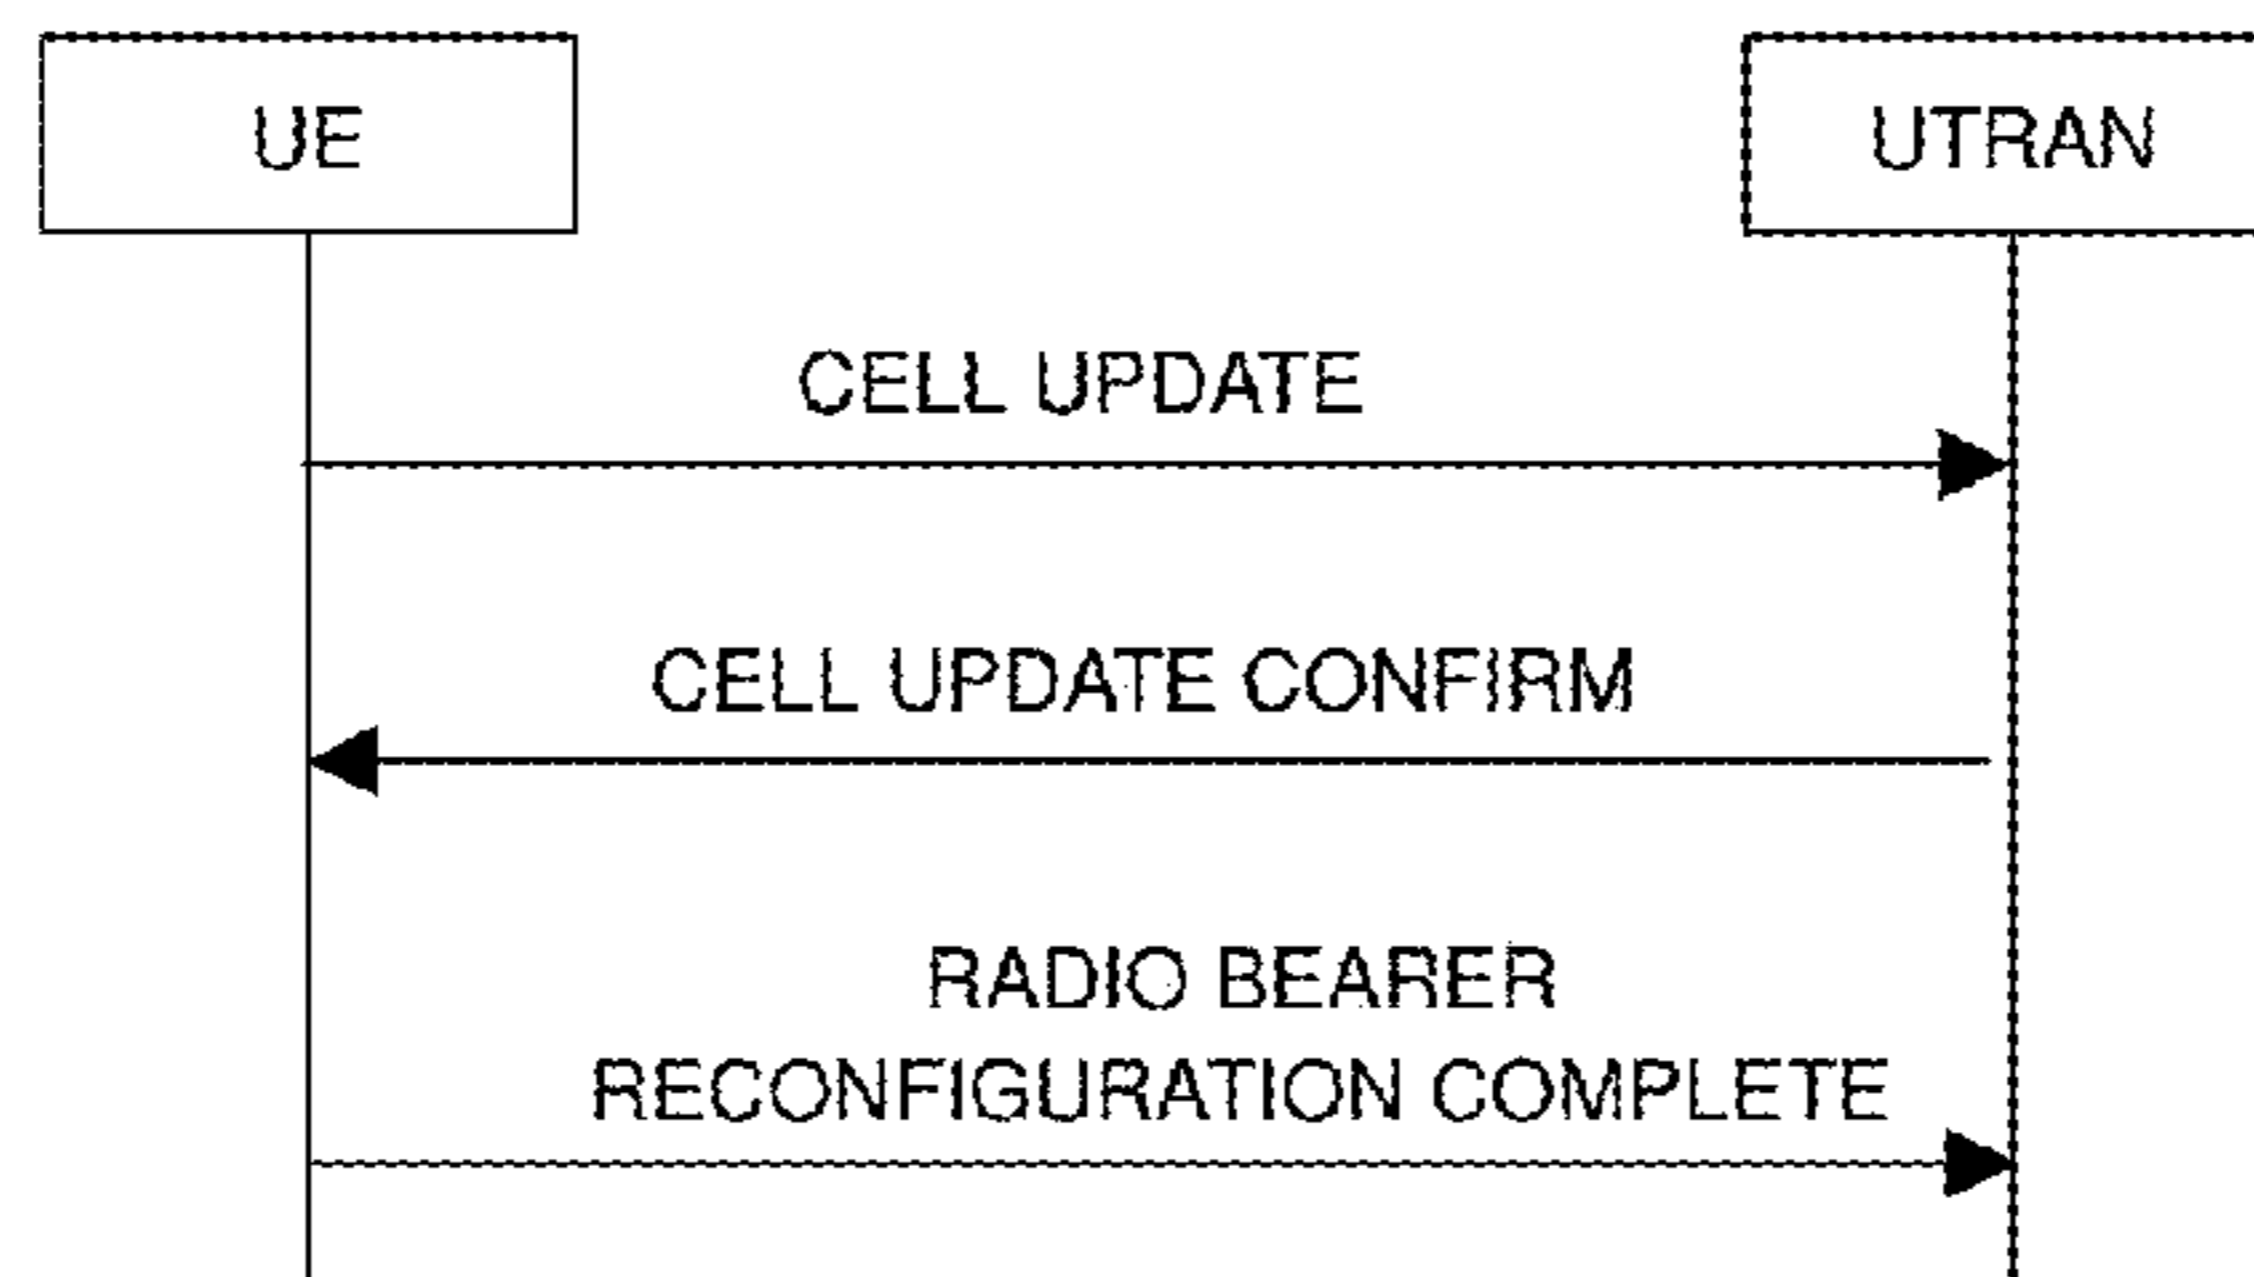 UE
UTRAN
CELL UPDATE
CELL UPDATE CONFIRM
RADIO BEARER
RECONFIGURATION COMPLETE